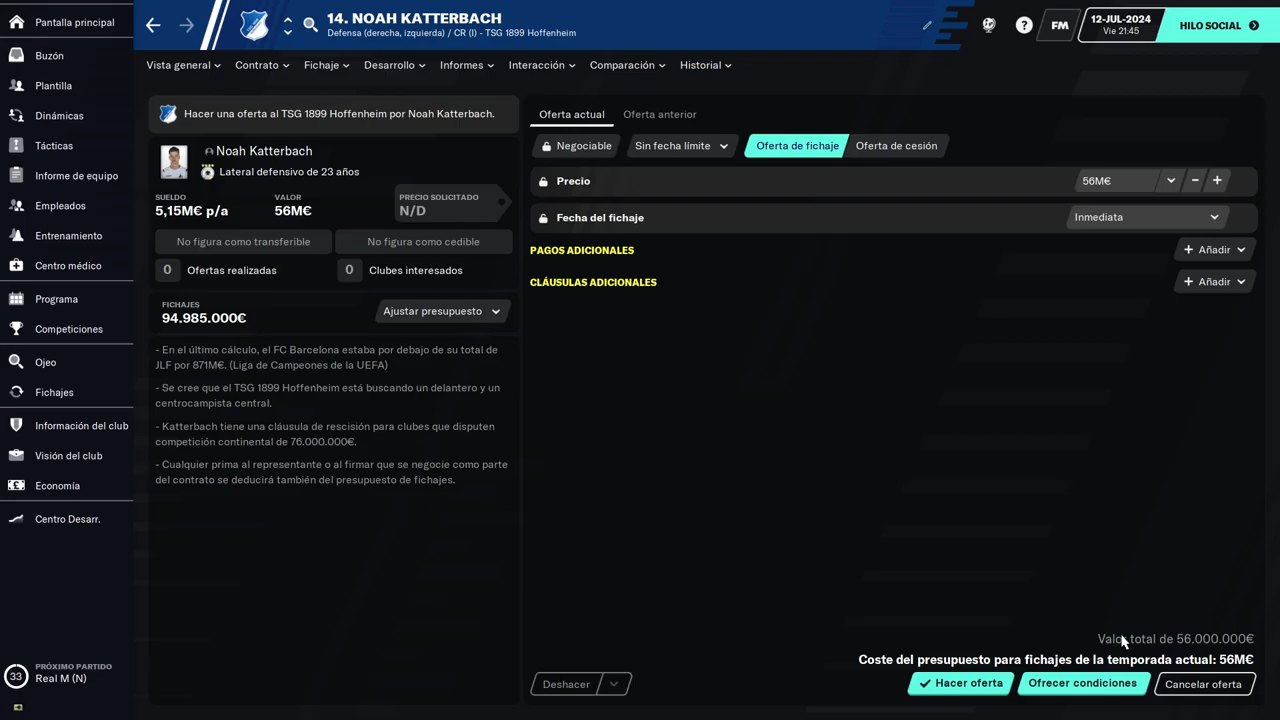 14. NOAH KATTERBACH
Defensa (derecha, izquierda) / CR (I) - TSG 1899 Hoffenheim
FM
12-JUL-2024
Vie 21:45
HILO SOCIAL
Pantalla principal
Buzón
Plantilla
Dinámicas
Tácticas
Informe de equipo
Empleados
Entrenamiento
Centro médico
Programa
Competiciones
Ojeo
Fichajes
Información del club
Visión del club
Economía
Centro Desarr.
33
PRÓXIMO PARTIDO
Real M (N)
Vista general
Contrato
Fichaje
Desarrollo
Informes
Interacción
Comparación
Historial
Hacer una oferta al TSG 1899 Hoffenheim por Noah Katterbach.
Noah Katterbach
Lateral defensivo de 23 años
SUELDO
5,15M€ p/a
VALOR
56M€
PRECIO SOLICITADO
N/D
No figura como transferible
No figura como cedible
0 Ofertas realizadas
0 Clubes interesados
FICHAJES
94.985.000€
Ajustar presupuesto
- En el último cálculo, el FC Barcelona estaba por debajo de su total de
JLF por 871M€. (Liga de Campeones de la UEFA)
- Se cree que el TSG 1899 Hoffenheim está buscando un delantero y un
centrocampista central.
- Katterbach tiene una cláusula de rescisión para clubes que disputen
competición continental de 76.000.000€.
- Cualquier prima al representante o al firmar que se negocie como parte
del contrato se deducirá también del presupuesto de fichajes.
Oferta actual
Oferta anterior
Negociable
Sin fecha límite
Oferta de fichaje
Oferta de cesión
Precio
56M€
Fecha del fichaje
Inmediata
PAGOS ADICIONALES
Añadir
CLÁUSULAS ADICIONALES
Añadir
Valor total de 56.000.000€
Coste del presupuesto para fichajes de la temporada actual: 56M€
Deshacer
Hacer oferta
Ofrecer condiciones
Cancelar oferta